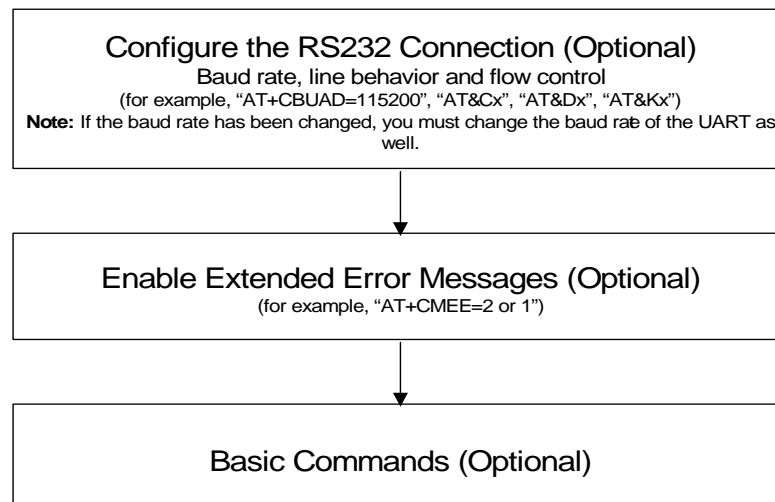 Configure the RS232 Connection (Optional)
Baud rate, line behavior and flow control
(for example, “AT+CBUAD=115200”, “AT&Cx”, “AT&Dx”, “AT&Kx”)
Note: If the baud rate has been changed, you must change the baud rate of the UART as
well.
Enable Extended Error Messages (Optional)
(for example, “AT+CMEE=2 or 1”)
Basic Commands (Optional)